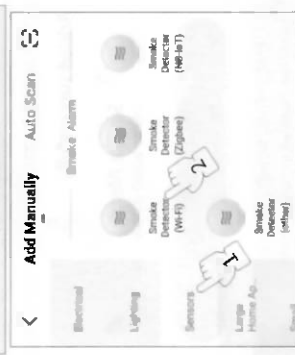 Add Manually
Auto Scan
Electrical
Smoke Alarm
Lighting
Smoke
Detector
(Wi-Fi)
Smoke
Detector
(Zigbee)
Smoke
Detector
(NB-IoT)
Sensors
1
2
Large
Home Ap...
Smoke
Detector
(other)
Small